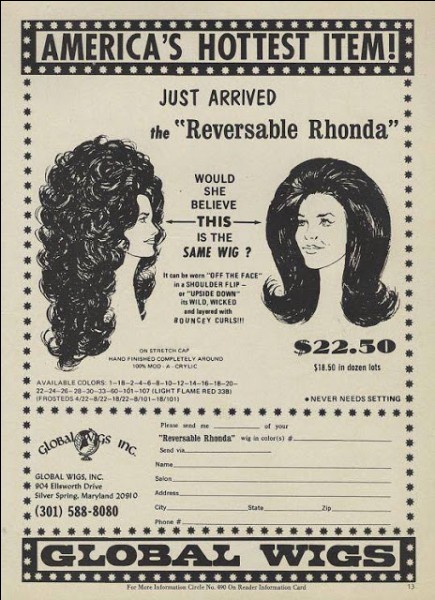 AMERICA'S HOTTEST ITEM!
JUST ARRIVED
the "Reversable Rhonda"
WOULD
SHE
BELIEVE
THIS
IS THE
SAME WIG ?
It can be worn "OFF THE FACE"
in a SHOULDER FLIP –
or "UPSIDE DOWN"
its WILD, WICKED
and layered with
BOUNCEY CURLS!!!
$22.50
$18.50 in dozen lots
ON STRETCH CAP
HAND FINISHED COMPLETELY AROUND
100% MOD - A - CRYLIC
AVAILABLE COLORS: 1–1B–2–4–6–8–10–12–14–16–18–20–
22–24–26–28–30–33–60–101–107 (LIGHT FLAME RED 33B)
(FROSTEDS 4/22–8/22–18/22–8/101–18/101)
• NEVER NEEDS SETTING
GLOBAL WIGS INC.
GLOBAL WIGS, INC.
904 Ellsworth Drive
Silver Spring, Maryland 20910
(301) 588-8080
Please send me ______ of your
"Reversable Rhonda" wig in color(s) #
Send via
Name
Salon
Address
City State Zip
Phone #
GLOBAL WIGS
For More Information Circle No. 400 On Reader Information Card
13